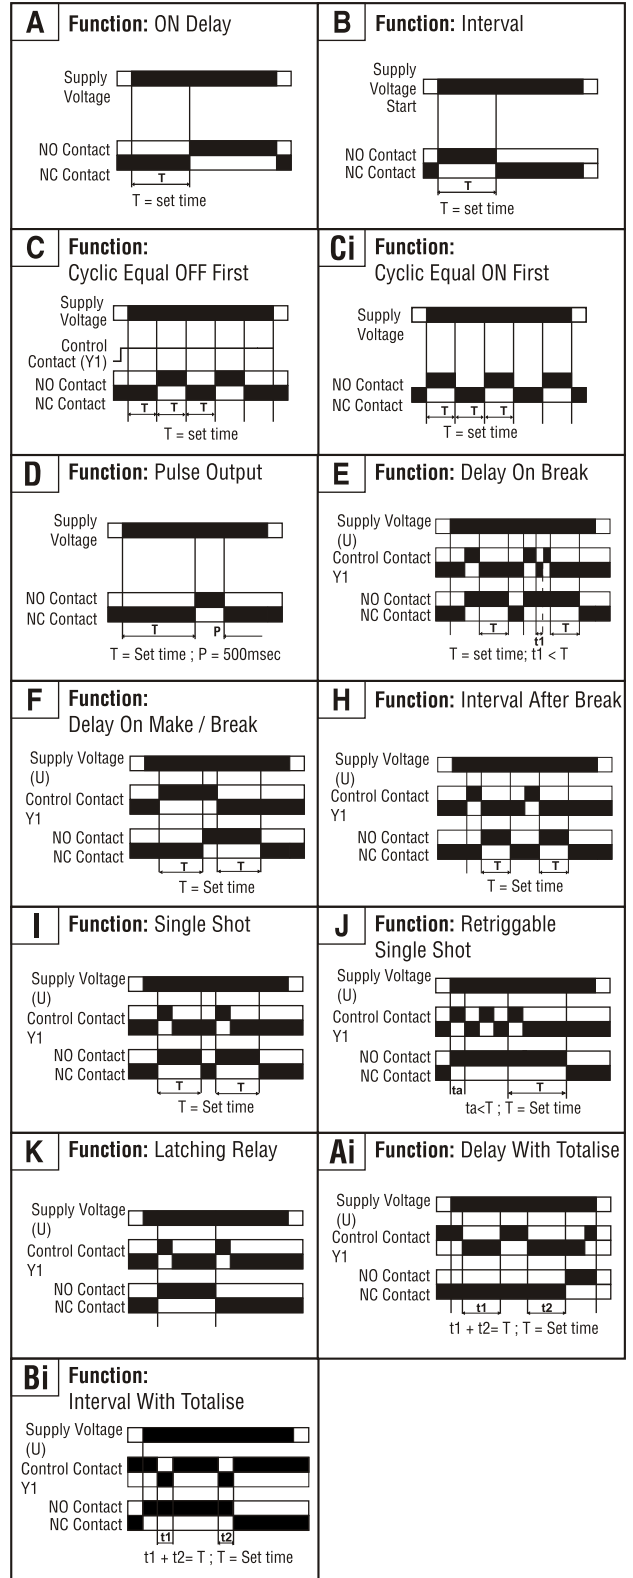 A Function: ON Delay
Supply
Voltage
NO Contact
NC Contact
T
T = set time
B Function: Interval
Supply
Voltage
Start
NO Contact
NC Contact
T
T = set time
C Function:
Cyclic Equal OFF First
Supply
Voltage
Control
Contact (Y1)
NO Contact
NC Contact
T T T
T = set time
Ci Function:
Cyclic Equal ON First
Supply
Voltage
NO Contact
NC Contact
T T T
T = set time
D Function: Pulse Output
Supply
Voltage
NO Contact
NC Contact
T P
T = Set time ; P = 500msec
E Function: Delay On Break
Supply Voltage
(U)
Control Contact
Y1
NO Contact
NC Contact
T t1 T
T = set time; t1 < T
F Function:
Delay On Make / Break
Supply Voltage
(U)
Control Contact
Y1
NO Contact
NC Contact
T T
T = Set time
H Function: Interval After Break
Supply Voltage
(U)
Control Contact
Y1
NO Contact
NC Contact
T T
T = Set time
I Function: Single Shot
Supply Voltage
(U)
Control Contact
Y1
NO Contact
NC Contact
T T
T = Set time
J Function: Retriggable
Single Shot
Supply Voltage
(U)
Control Contact
Y1
NO Contact
NC Contact
ta T
ta<T ; T = Set time
K Function: Latching Relay
Supply Voltage
(U)
Control Contact
Y1
NO Contact
NC Contact
Ai Function: Delay With Totalise
Supply Voltage
(U)
Control Contact
Y1
NO Contact
NC Contact
t1 t2
t1 + t2= T ; T = Set time
Bi Function:
Interval With Totalise
Supply Voltage
(U)
Control Contact
Y1
NO Contact
NC Contact
t1 t2
t1 + t2= T ; T = Set time